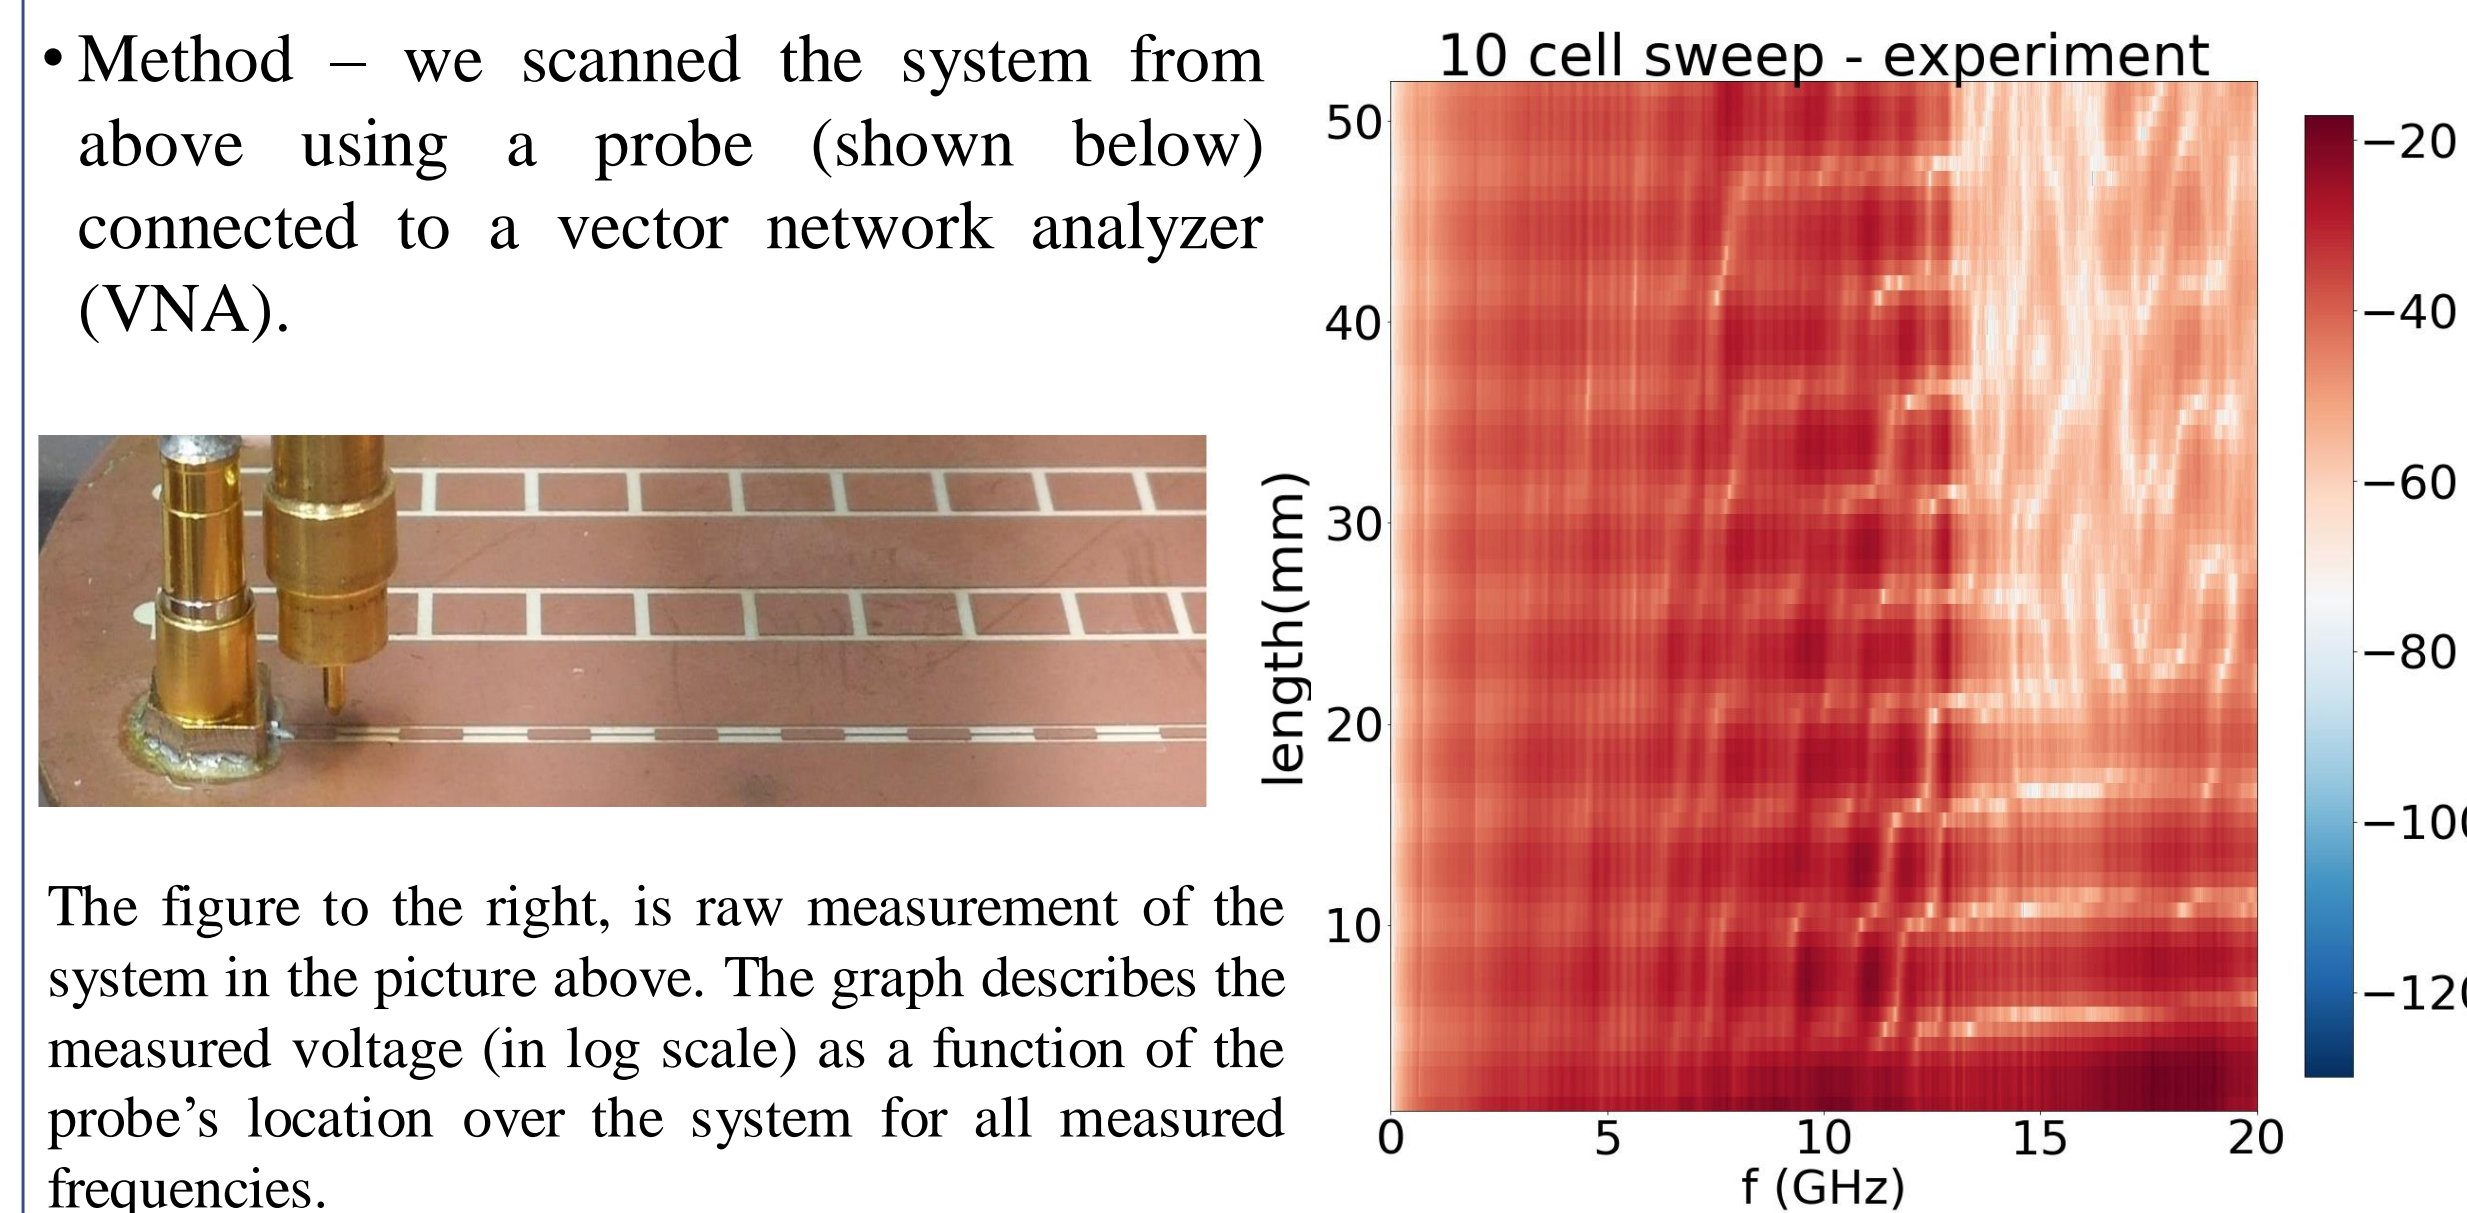 • Method – we scanned the system from
above using a probe (shown below)
connected to a vector network analyzer
(VNA).
The figure to the right, is raw measurement of the
system in the picture above. The graph describes the
measured voltage (in log scale) as a function of the
probe’s location over the system for all measured
frequencies.
10 cell sweep - experiment
length(mm)
50
40
30
20
10
0 5 10 15 20
f (GHz)
−20
−40
−60
−80
−100
−120